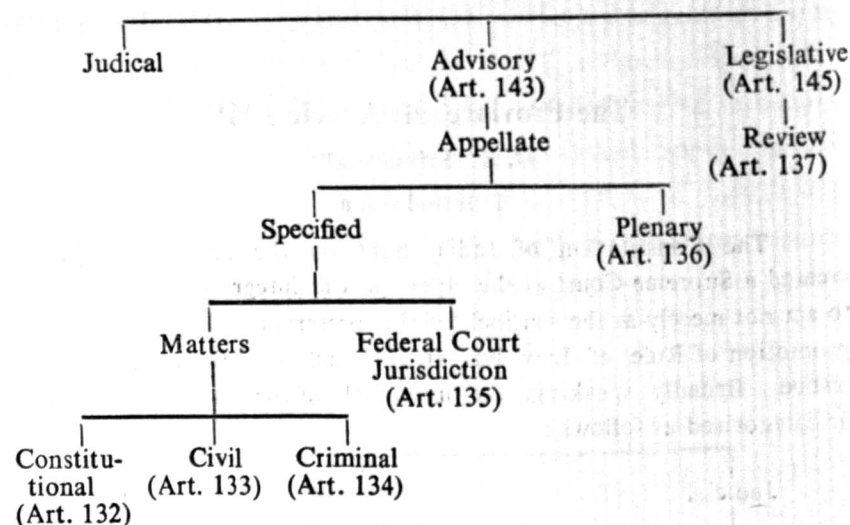 Judical Advisory Legislative
(Art. 143) (Art. 145)
Appellate Review
(Art. 137)
Specified Plenary
(Art. 136)
Matters Federal Court
Jurisdiction
(Art. 135)
Constitu- Civil Criminal
tional (Art. 133) (Art. 134)
(Art. 132)